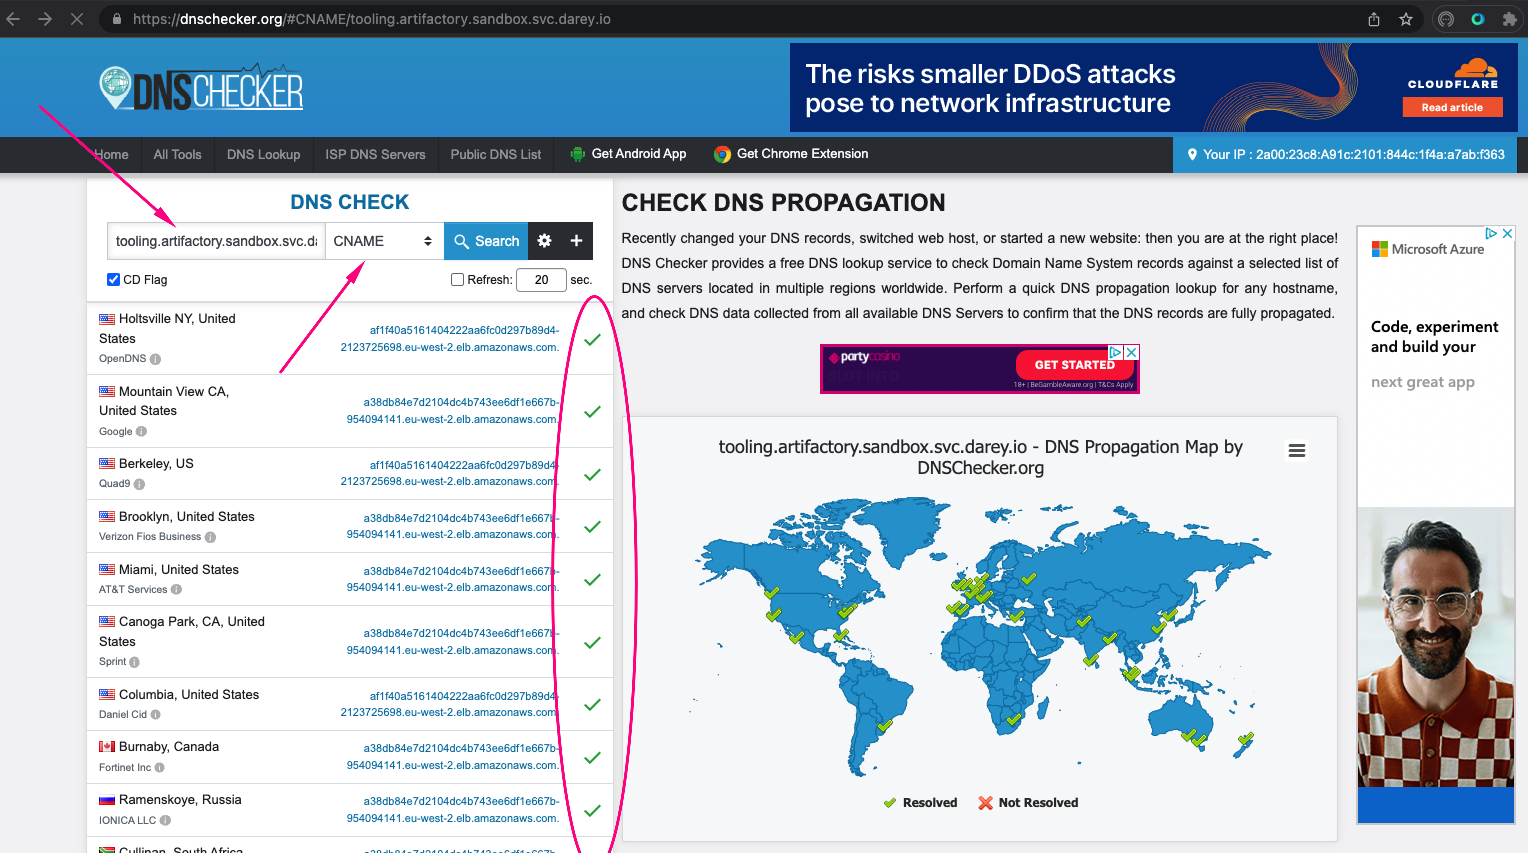 https://dnschecker.org/#CNAME/tooling.artifactory.sandbox.svc.darey.io
DNSCHECKER
The risks smaller DDoS attacks
pose to network infrastructure
CLOUDFLARE
Read article
Home
All Tools
DNS Lookup
ISP DNS Servers
Public DNS List
Get Android App
Get Chrome Extension
Your IP : 2a00:23c8:A91c:2101:844c:1f4a:a7ab:f363
DNS CHECK
tooling.artifactory.sandbox.svc.da
CNAME
Search
CD Flag
Refresh:
20
sec.
Holtsville NY, United
States
OpenDNS
af1f40a5161404222aa6fc0d297b89d4-
2123725698.eu-west-2.elb.amazonaws.com.
Mountain View CA,
United States
Google
a38db84e7d2104dc4b743ee6df1e667b-
954094141.eu-west-2.elb.amazonaws.com.
Berkeley, US
Quad9
af1f40a5161404222aa6fc0d297b89d4-
2123725698.eu-west-2.elb.amazonaws.com.
Brooklyn, United States
Verizon Fios Business
a38db84e7d2104dc4b743ee6df1e667b-
954094141.eu-west-2.elb.amazonaws.com.
Miami, United States
AT&T Services
a38db84e7d2104dc4b743ee6df1e667b-
954094141.eu-west-2.elb.amazonaws.com.
Canoga Park, CA, United
States
Sprint
a38db84e7d2104dc4b743ee6df1e667b-
954094141.eu-west-2.elb.amazonaws.com.
Columbia, United States
Daniel Cid
af1f40a5161404222aa6fc0d297b89d4-
2123725698.eu-west-2.elb.amazonaws.com.
Burnaby, Canada
Fortinet Inc
a38db84e7d2104dc4b743ee6df1e667b-
954094141.eu-west-2.elb.amazonaws.com.
Ramenskoye, Russia
IONICA LLC
a38db84e7d2104dc4b743ee6df1e667b-
954094141.eu-west-2.elb.amazonaws.com.
Cullinan, South Africa
a38db84e7d2104dc4b743ee6df1e667b-
CHECK DNS PROPAGATION
Recently changed your DNS records, switched web host, or started a new website: then you are at the right place!
DNS Checker provides a free DNS lookup service to check Domain Name System records against a selected list of
DNS servers located in multiple regions worldwide. Perform a quick DNS propagation lookup for any hostname,
and check DNS data collected from all available DNS Servers to confirm that the DNS records are fully propagated.
partycasino
SLOT INTO
GET STARTED
18+ | BeGambleAware.org | T&Cs Apply
tooling.artifactory.sandbox.svc.darey.io - DNS Propagation Map by
DNSChecker.org
Resolved
Not Resolved
Microsoft Azure
Code, experiment
and build your
next great app